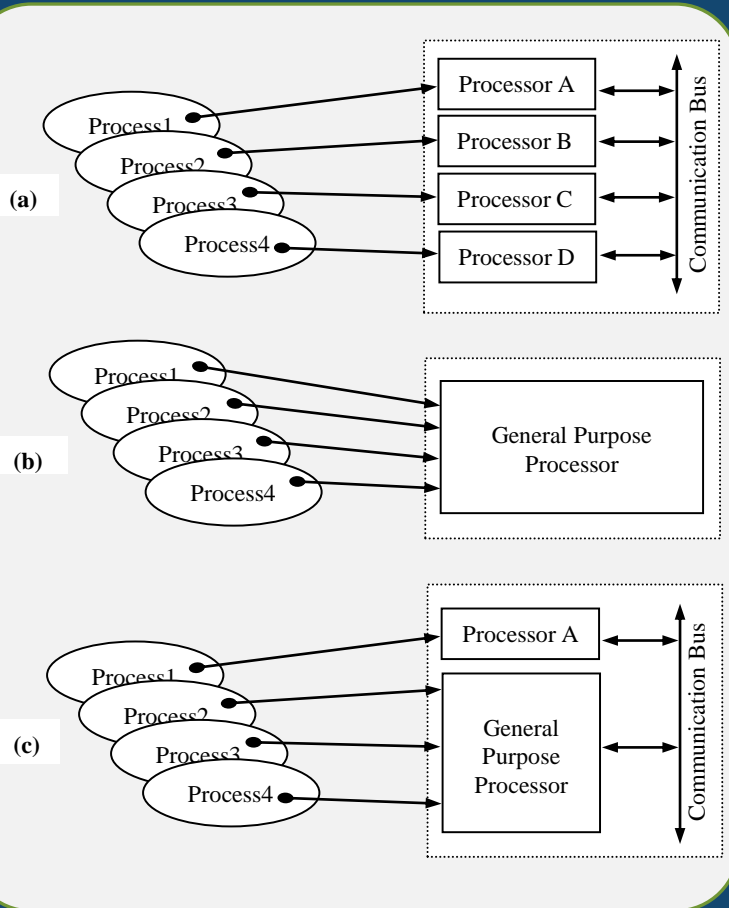 (a)
Process1
Process2
Process3
Process4
Processor A
Processor B
Processor C
Processor D
Communication Bus
(b)
Process1
Process2
Process3
Process4
General Purpose
Processor
(c)
Process1
Process2
Process3
Process4
Processor A
General
Purpose
Processor
Communication Bus